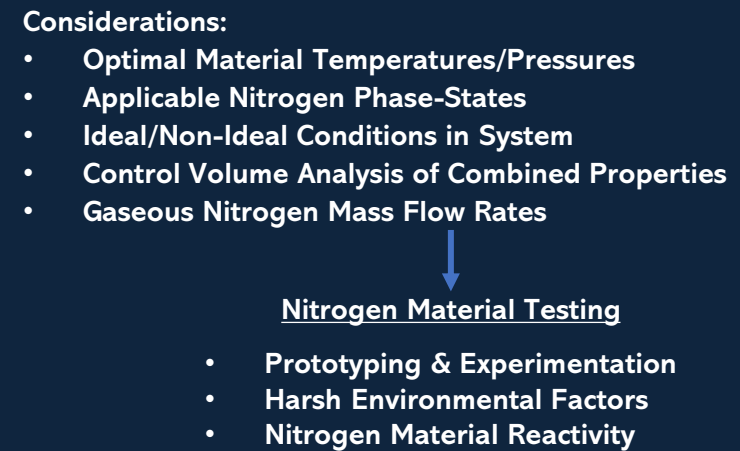 Considerations:
• Optimal Material Temperatures/Pressures
• Applicable Nitrogen Phase-States
• Ideal/Non-Ideal Conditions in System
• Control Volume Analysis of Combined Properties
• Gaseous Nitrogen Mass Flow Rates
Nitrogen Material Testing
• Prototyping & Experimentation
• Harsh Environmental Factors
• Nitrogen Material Reactivity